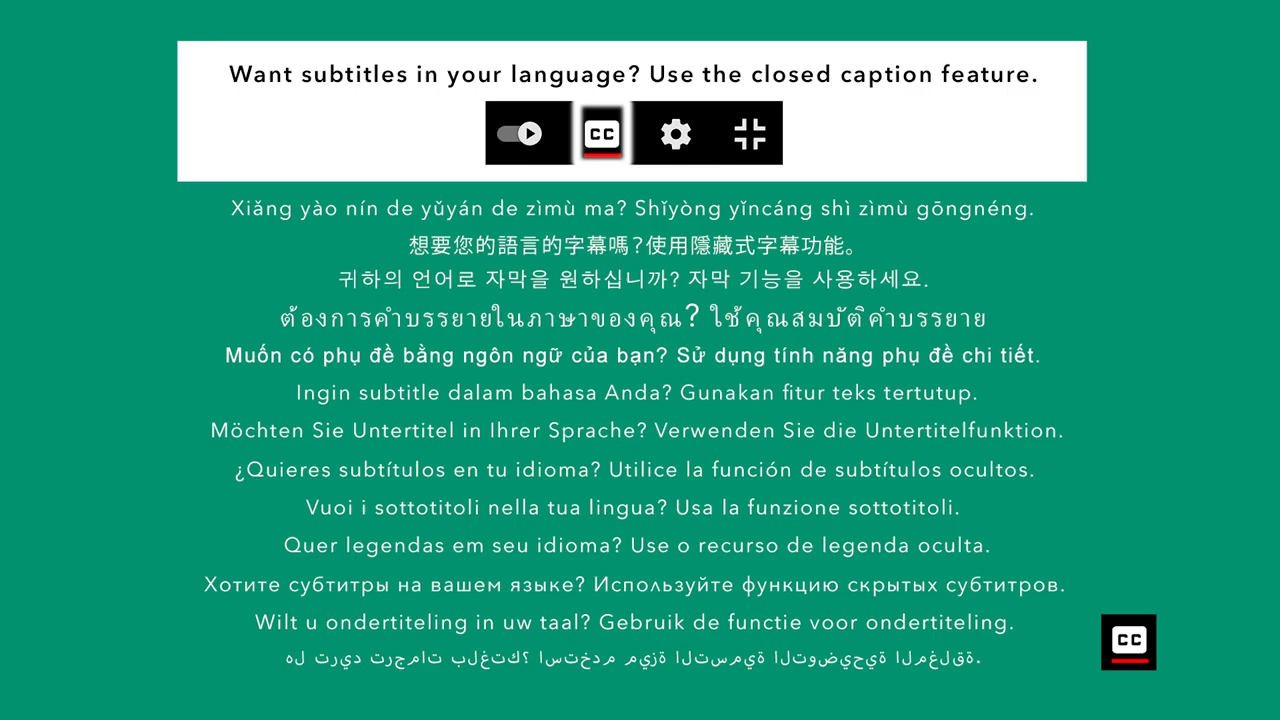 Want subtitles in your language? Use the closed caption feature.
CC
Xiǎng yào nín de yǔyán de zìmù ma? Shǐyòng yǐncáng shì zìmù gōngnéng.
想要您的語言的字幕嗎?使用隱藏式字幕功能。
귀하의 언어로 자막을 원하십니까? 자막 기능을 사용하세요.
ต้องการคำบรรยายในภาษาของคุณ? ใช้คุณสมบัติคำบรรยาย
Muốn có phụ đề bằng ngôn ngữ của bạn? Sử dụng tính năng phụ đề chi tiết.
Ingin subtitle dalam bahasa Anda? Gunakan fitur teks tertutup.
Möchten Sie Untertitel in Ihrer Sprache? Verwenden Sie die Untertitelfunktion.
¿Quieres subtítulos en tu idioma? Utilice la función de subtítulos ocultos.
Vuoi i sottotitoli nella tua lingua? Usa la funzione sottotitoli.
Quer legendas em seu idioma? Use o recurso de legenda oculta.
Хотите субтитры на вашем языке? Используйте функцию скрытых субтитров.
Wilt u ondertiteling in uw taal? Gebruik de functie voor ondertiteling.
CC
هل تريد ترجمات بلغتك؟ استخدم ميزة التسمية التوضيحية المغلقة.